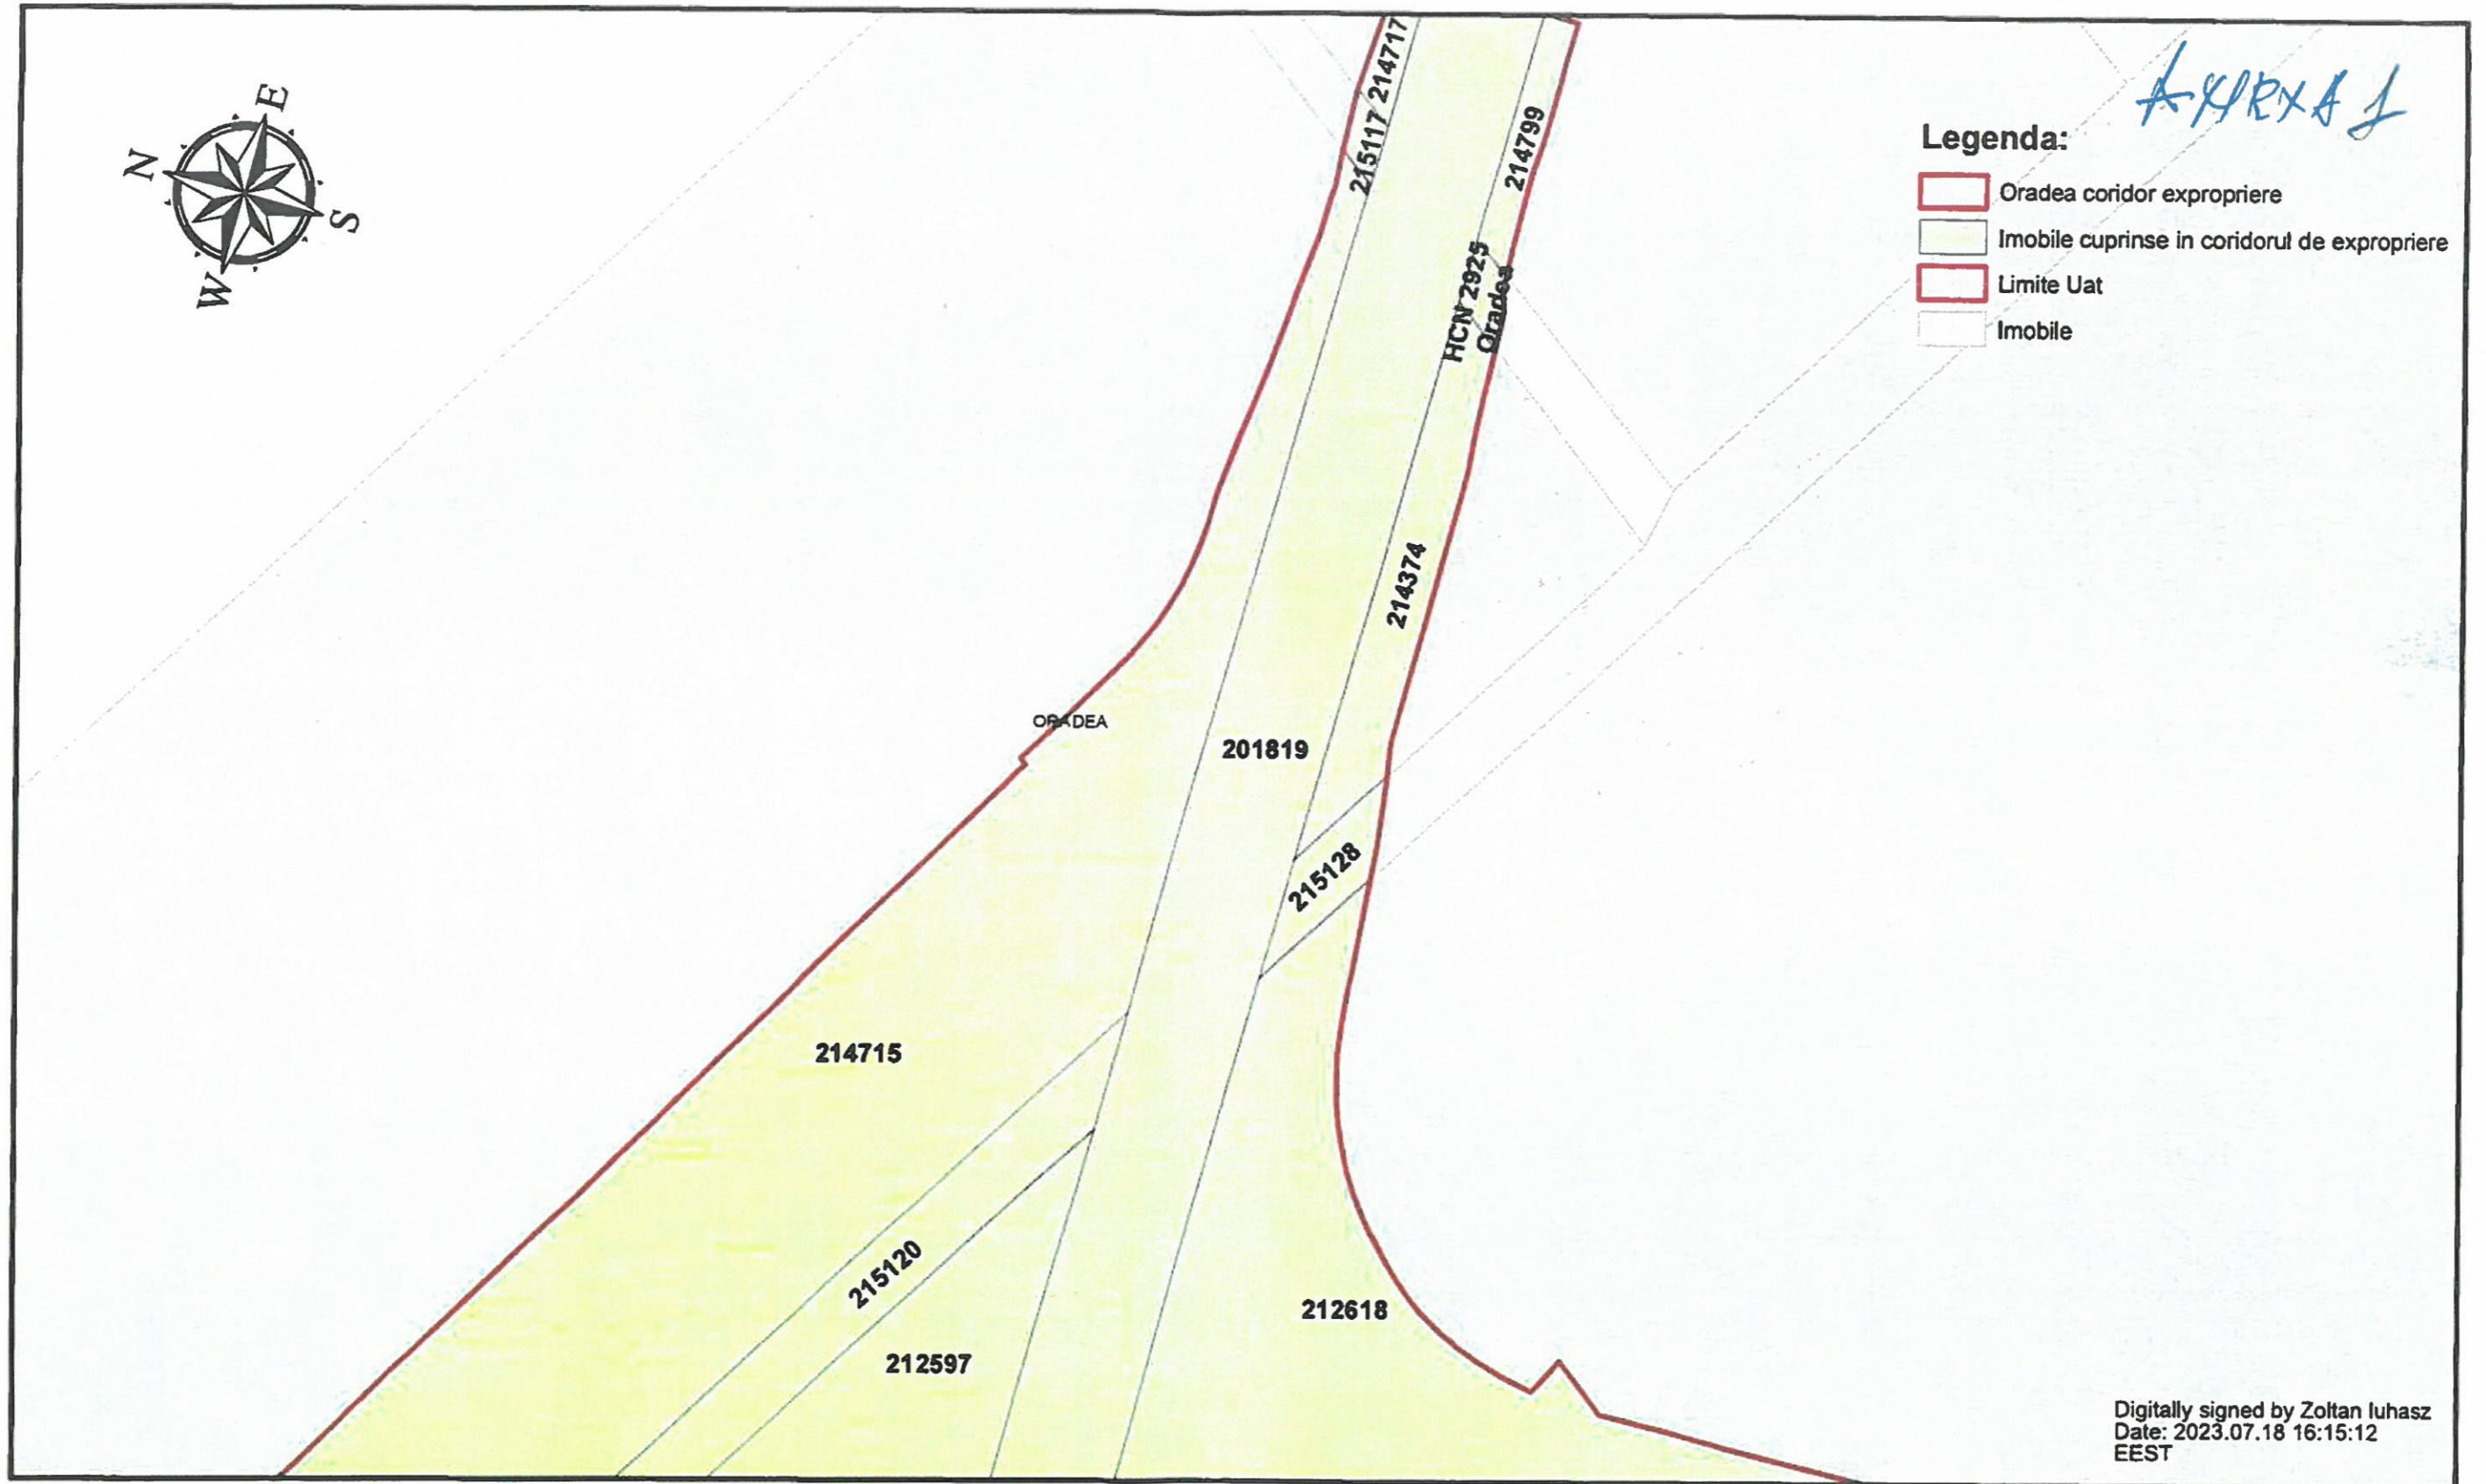 E
N
S
W
214717
215117
214799
HCN 2925
Oradea
214374
ORADEA
201819
215128
214715
215120
212618
212597
ANEXA 1
Legenda:
Oradea coridor expropriere
Imobile cuprinse in coridorul de expropriere
Limite Uat
Imobile
Digitally signed by Zoltan Iuhasz
Date: 2023.07.18 16:15:12
EEST